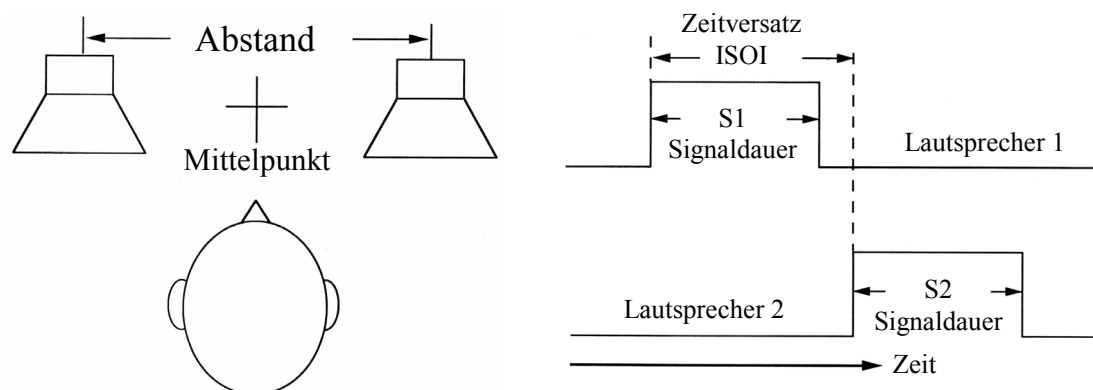 Abstand
Mittelpunkt
Zeitversatz
ISOI
S1
Signaldauer
Lautsprecher 1
Lautsprecher 2
S2
Signaldauer
Zeit